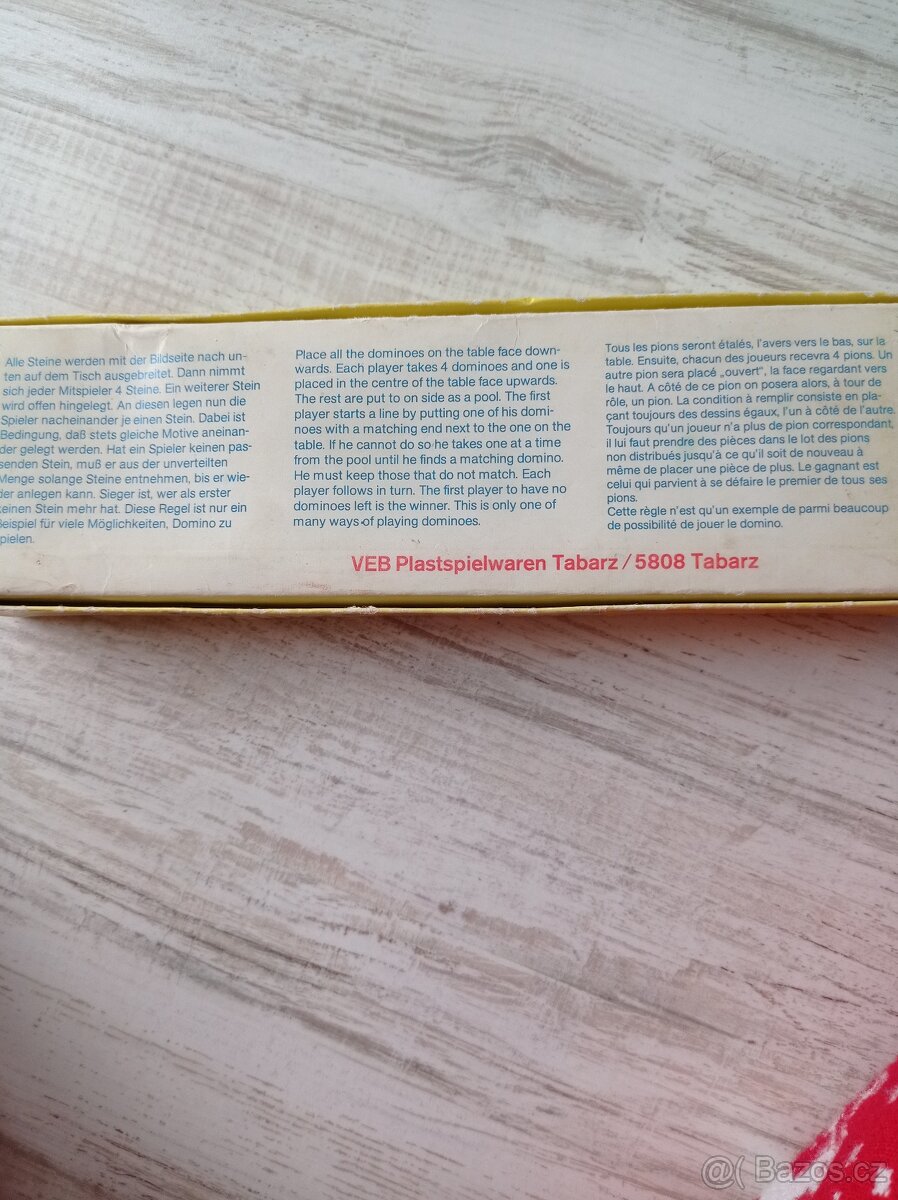 Alle Steine werden mit der Bildseite nach un-
ten auf dem Tisch ausgebreitet. Dann nimmt
sich jeder Mitspieler 4 Steine. Ein weiterer Stein
wird offen hingelegt. An diesen legen nun die
Spieler nacheinander je einen Stein. Dabei ist
Bedingung, daß stets gleiche Motive aneinan-
der gelegt werden. Hat ein Spieler keinen pas-
senden Stein, muß er aus der unverteilten
Menge solange Steine entnehmen, bis er wie-
der anlegen kann. Sieger ist, wer als erster
keinen Stein mehr hat. Diese Regel ist nur ein
Beispiel für viele Möglichkeiten, Domino zu
spielen.
Place all the dominoes on the table face down-
wards. Each player takes 4 dominoes and one is
placed in the centre of the table face upwards.
The rest are put to on side as a pool. The first
player starts a line by putting one of his domi-
noes with a matching end next to the one on the
table. If he cannot do so he takes one at a time
from the pool until he finds a matching domino.
He must keep those that do not match. Each
player follows in turn. The first player to have no
dominoes left is the winner. This is only one of
many ways of playing dominoes.
Tous les pions seront étalés, l'avers vers le bas, sur la
table. Ensuite, chacun des joueurs recevra 4 pions. Un
autre pion sera placé „ouvert", la face regardant vers
le haut. A côté de ce pion on posera alors, à tour de
rôle, un pion. La condition à remplir consiste en pla-
çant toujours des dessins égaux, l'un à côté de l'autre.
Toujours qu'un joueur n'a plus de pion correspondant,
il lui faut prendre des pièces dans le lot des pions
non distribués jusqu'à ce qu'il soit de nouveau à
même de placer une pièce de plus. Le gagnant est
celui qui parvient à se défaire le premier de tous ses
pions.
Cette règle n'est qu'un exemple de parmi beaucoup
de possibilité de jouer le domino.
VEB Plastspielwaren Tabarz / 5808 Tabarz
@( Bazos.cz